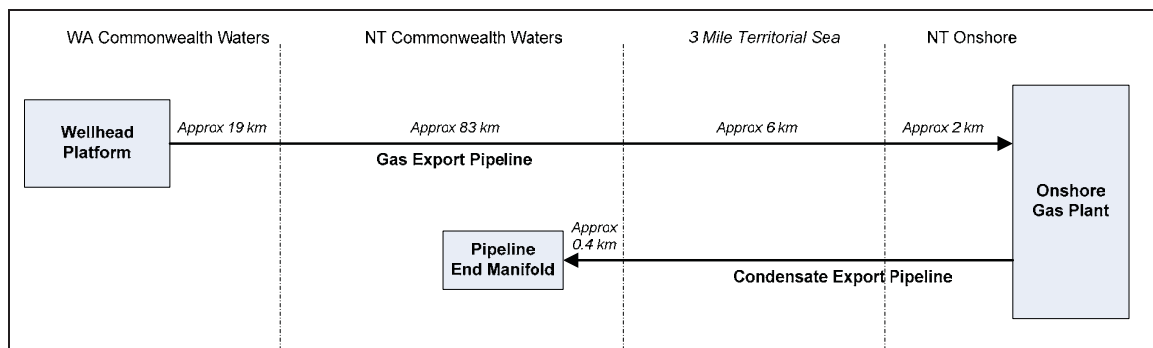 WA Commonwealth Waters
NT Commonwealth Waters
3 Mile Territorial Sea
NT Onshore
Wellhead
Platform
Approx 19 km
Approx 83 km
Approx 6 km
Approx 2 km
Gas Export Pipeline
Onshore
Gas Plant
Pipeline
End Manifold
Approx
0.4 km
Condensate Export Pipeline